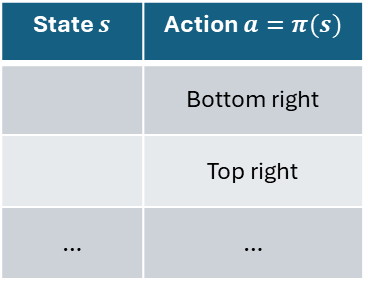 State s Action a = π(s)
Bottom right
Top right
... ...